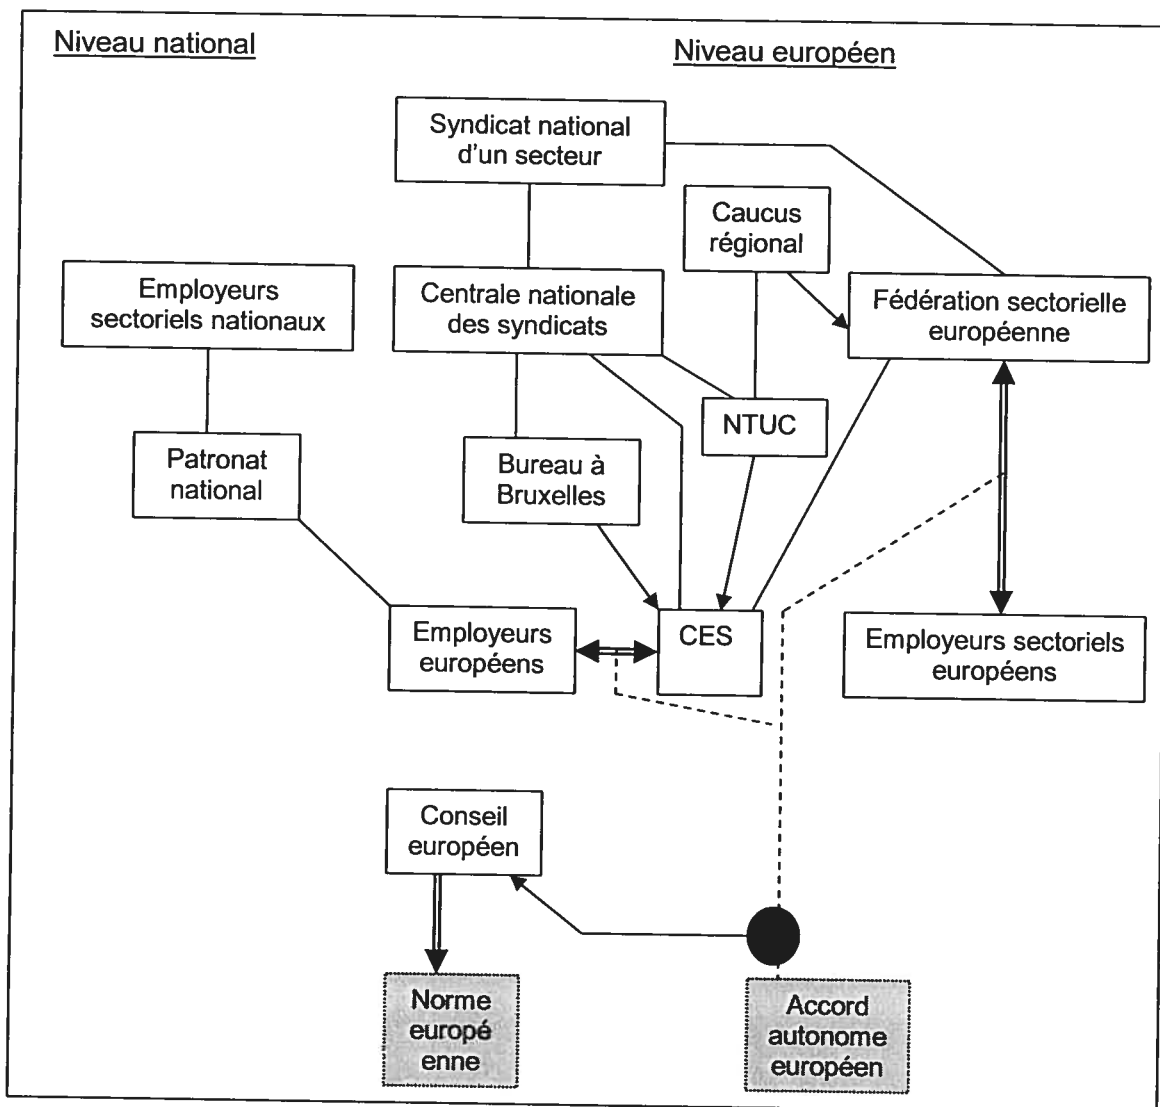 Niveau national
Niveau européen
Syndicat national
d'un secteur
Caucus
régional
Employeurs
sectoriels nationaux
Centrale nationale
des syndicats
Fédération sectorielle
européenne
NTUC
Patronat
national
Bureau à
Bruxelles
Employeurs
européens
CES
Employeurs sectoriels
européens
Conseil
européen
Norme
europé
enne
Accord
autonome
européen